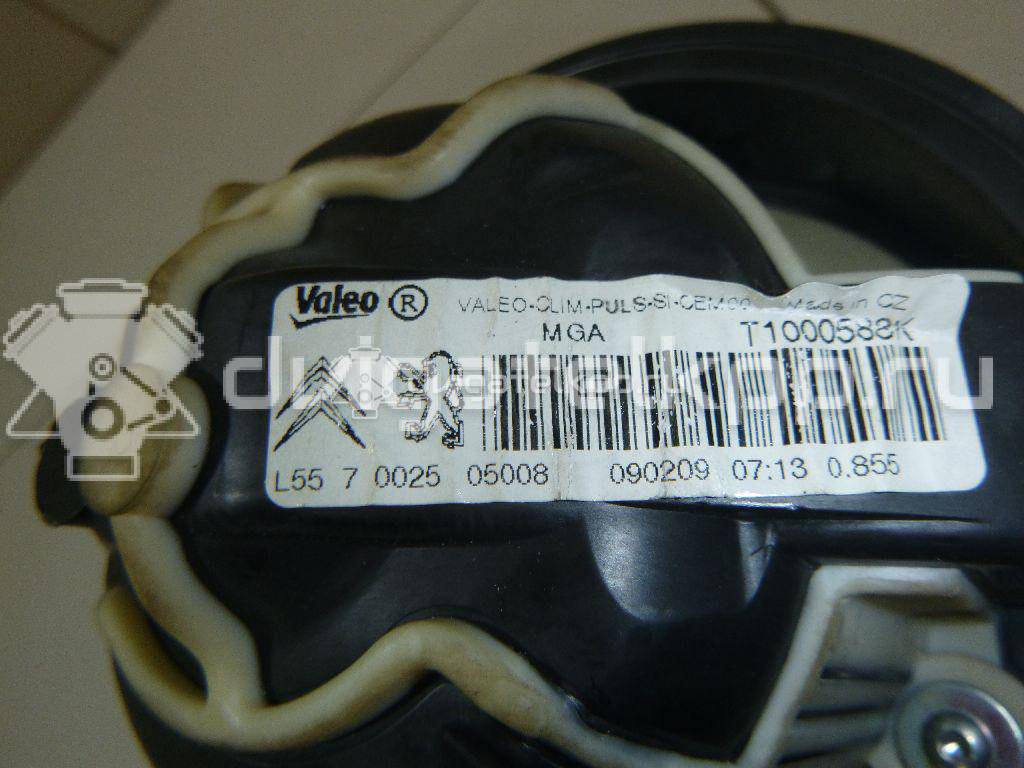 Valeo ® VALEO-CLIM-PULS-SI-CEM00 Made in CZ
MGA T1000588K
L55 7 0025 05008 090209 07:13 0.855